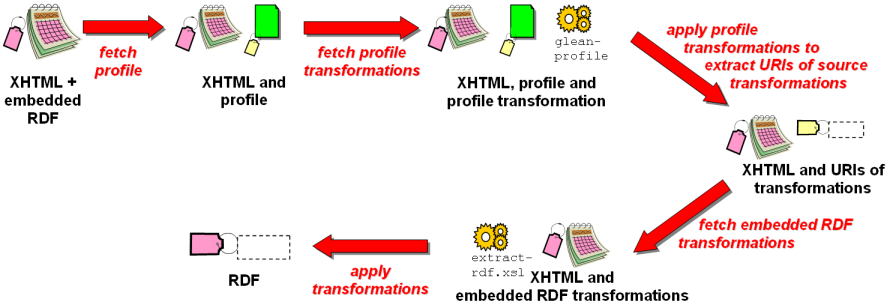 XHTML +
embedded
RDF
fetch
profile
XHTML and
profile
fetch profile
transformations
glean-
profile
XHTML, profile and
profile transformation
apply profile
transformations to
extract URIs of source
transformations
XHTML and URIs of
transformations
fetch embedded RDF
transformations
extract-
rdf.xsl
XHTML and
embedded RDF transformations
apply
transformations
RDF